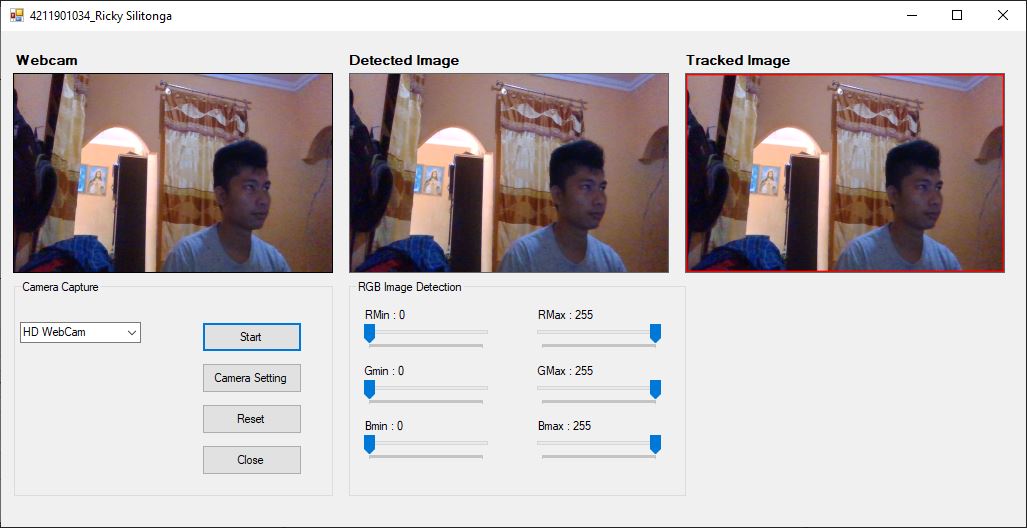 4211901034_Ricky Silitonga
Webcam
Detected Image
Tracked Image
Camera Capture
HD WebCam
Start
Camera Setting
Reset
Close
RGB Image Detection
RMin : 0
RMax : 255
Gmin : 0
GMax : 255
Bmin : 0
Bmax : 255